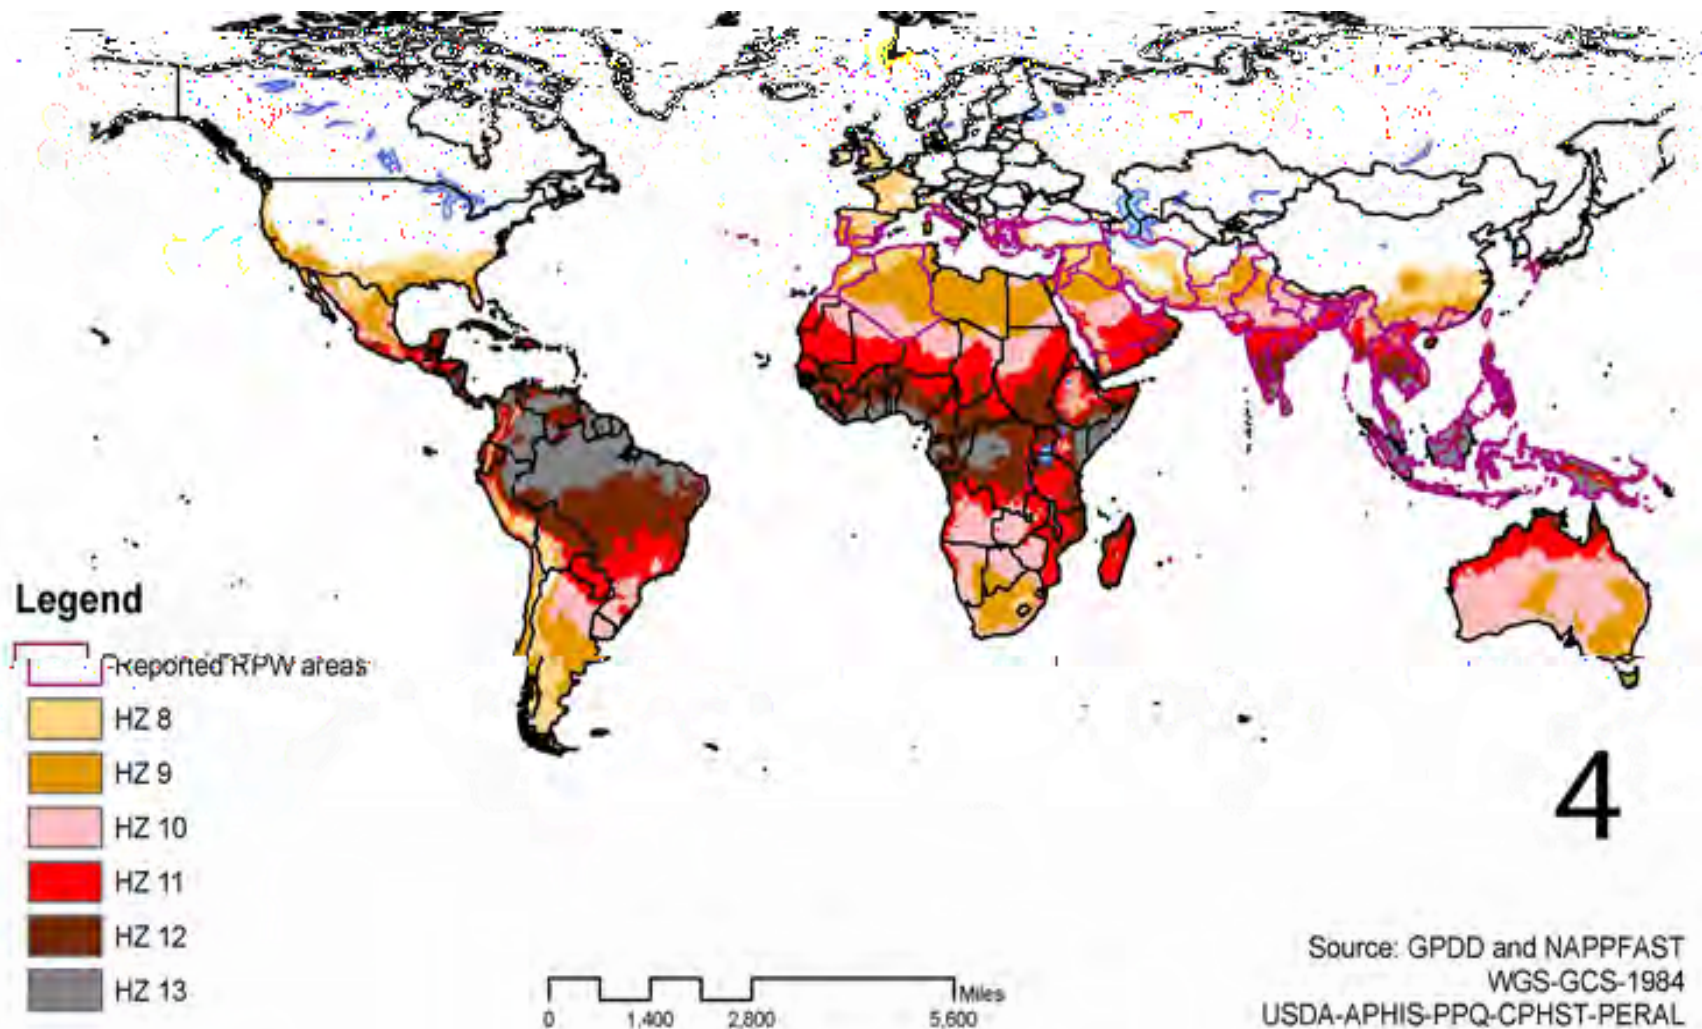 Legend
Reported RPW areas
HZ 8
HZ 9
HZ 10
HZ 11
HZ 12
HZ 13
4
Miles
0 1,400 2,800 5,600
Source: GPDD and NAPPFAST
WGS-GCS-1984
USDA-APHIS-PPQ-CPHST-PERAL